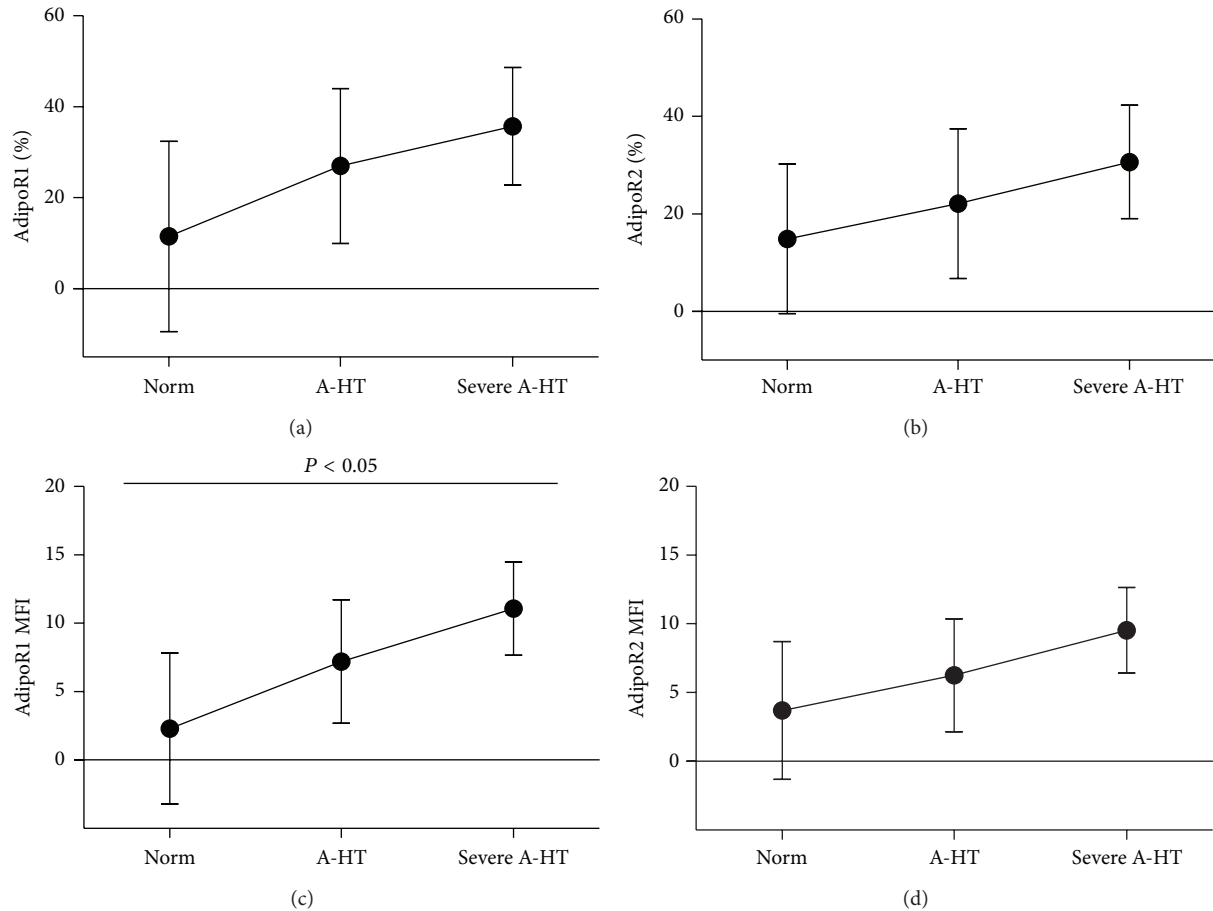 60
40
20
0
AdipoR1 (%)
Norm
A-HT
Severe A-HT
(a)
60
40
20
0
AdipoR2 (%)
Norm
A-HT
Severe A-HT
(b)
P < 0.05
20
15
10
5
0
AdipoR1 MFI
Norm
A-HT
Severe A-HT
(c)
20
15
10
5
0
AdipoR2 MFI
Norm
A-HT
Severe A-HT
(d)